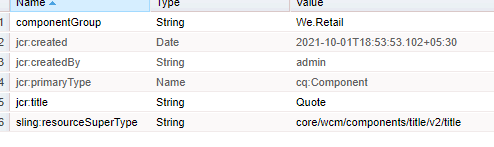 Name Type Value
1 componentGroup String We.Retail
2 jcr:created Date 2021-10-01T18:53:53.102+05:30
3 jcr:createdBy String admin
4 jcr:primaryType Name cq:Component
5 jcr:title String Quote
6 sling:resourceSuperType String core/wcm/components/title/v2/title